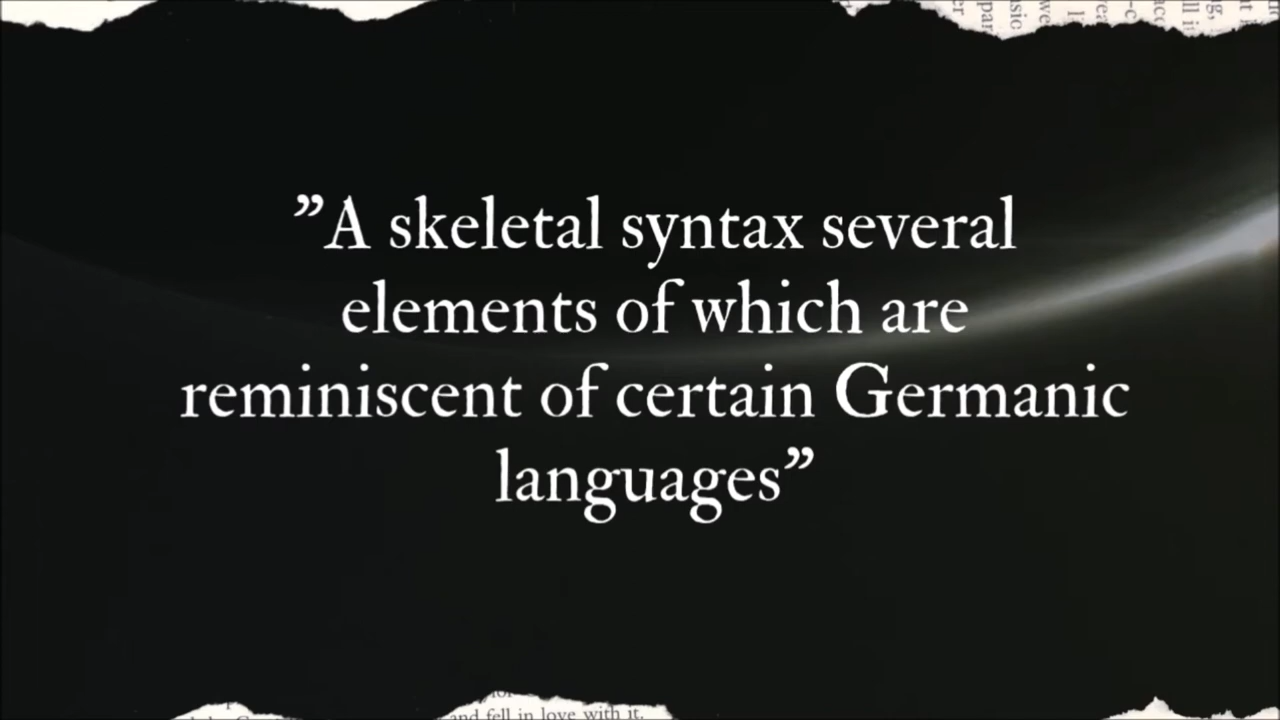 ”A skeletal syntax several
elements of which are
reminiscent of certain Germanic
languages”
and fell in love with it.